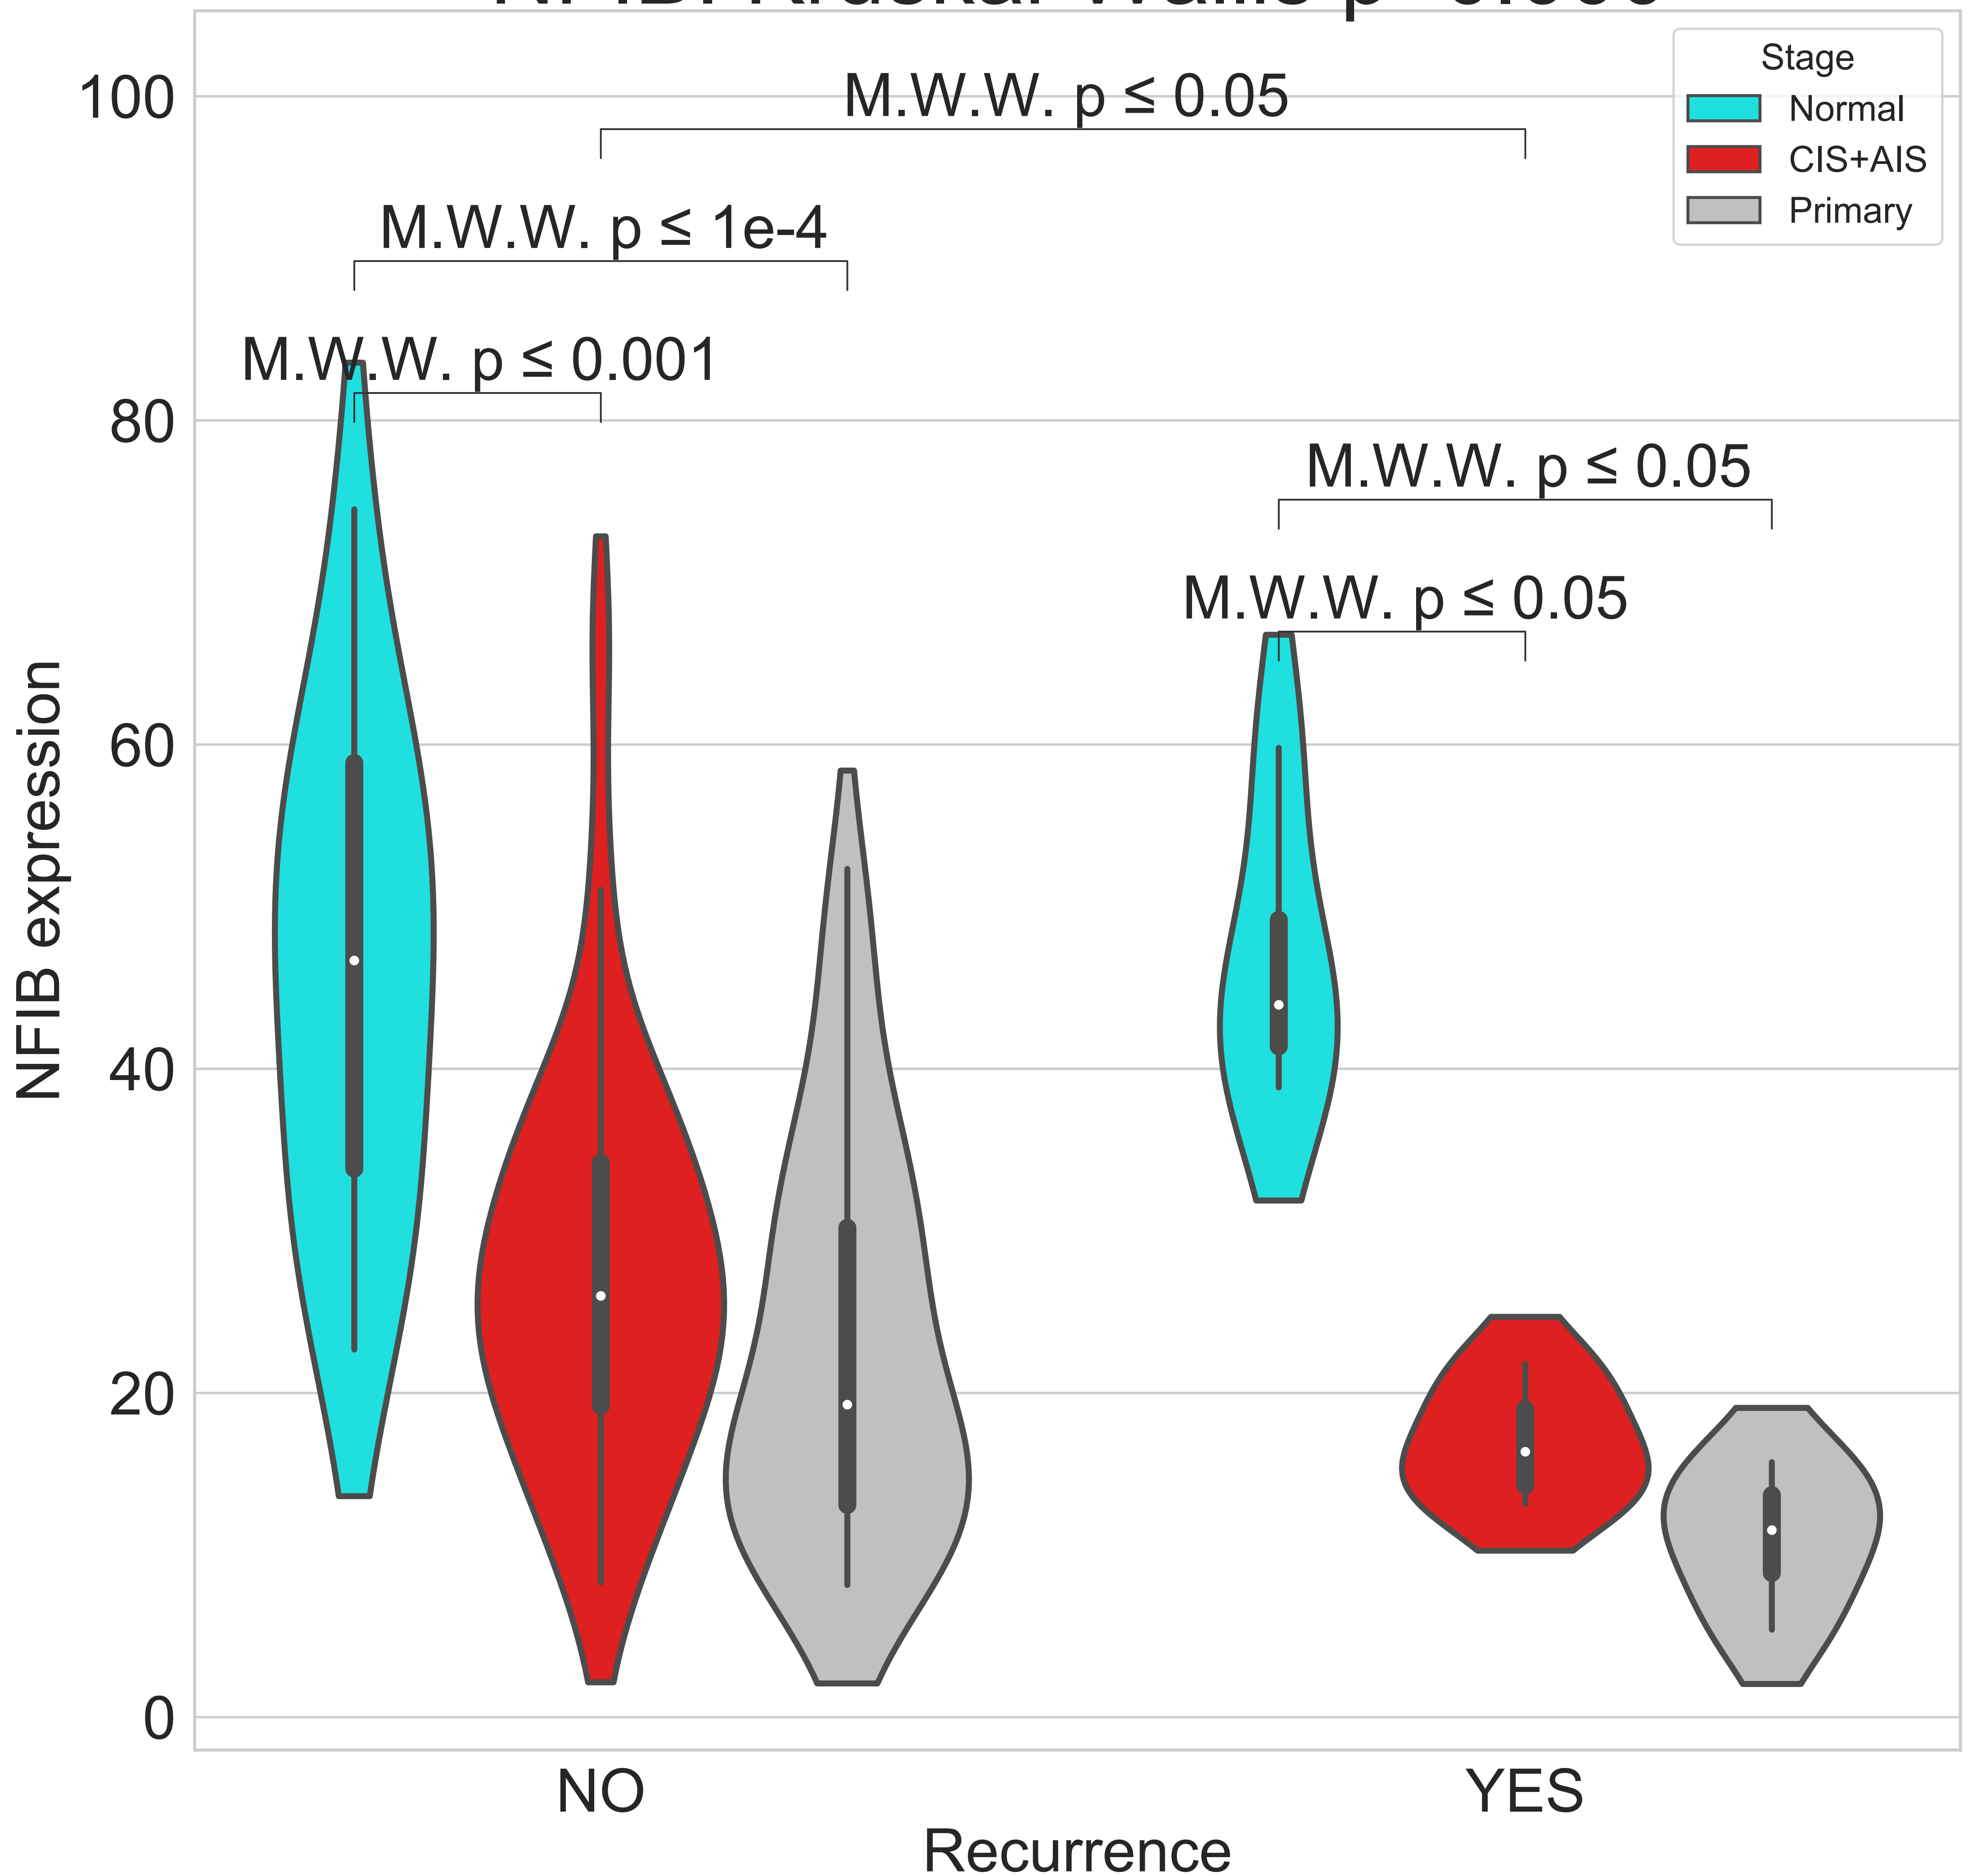 Stage
Normal
CIS+AIS
Primary
M.W.W. p ≤ 0.05
M.W.W. p ≤ 1e-4
M.W.W. p ≤ 0.001
M.W.W. p ≤ 0.05
M.W.W. p ≤ 0.05
100
80
60
40
20
0
NFIB expression
NO
YES
Recurrence